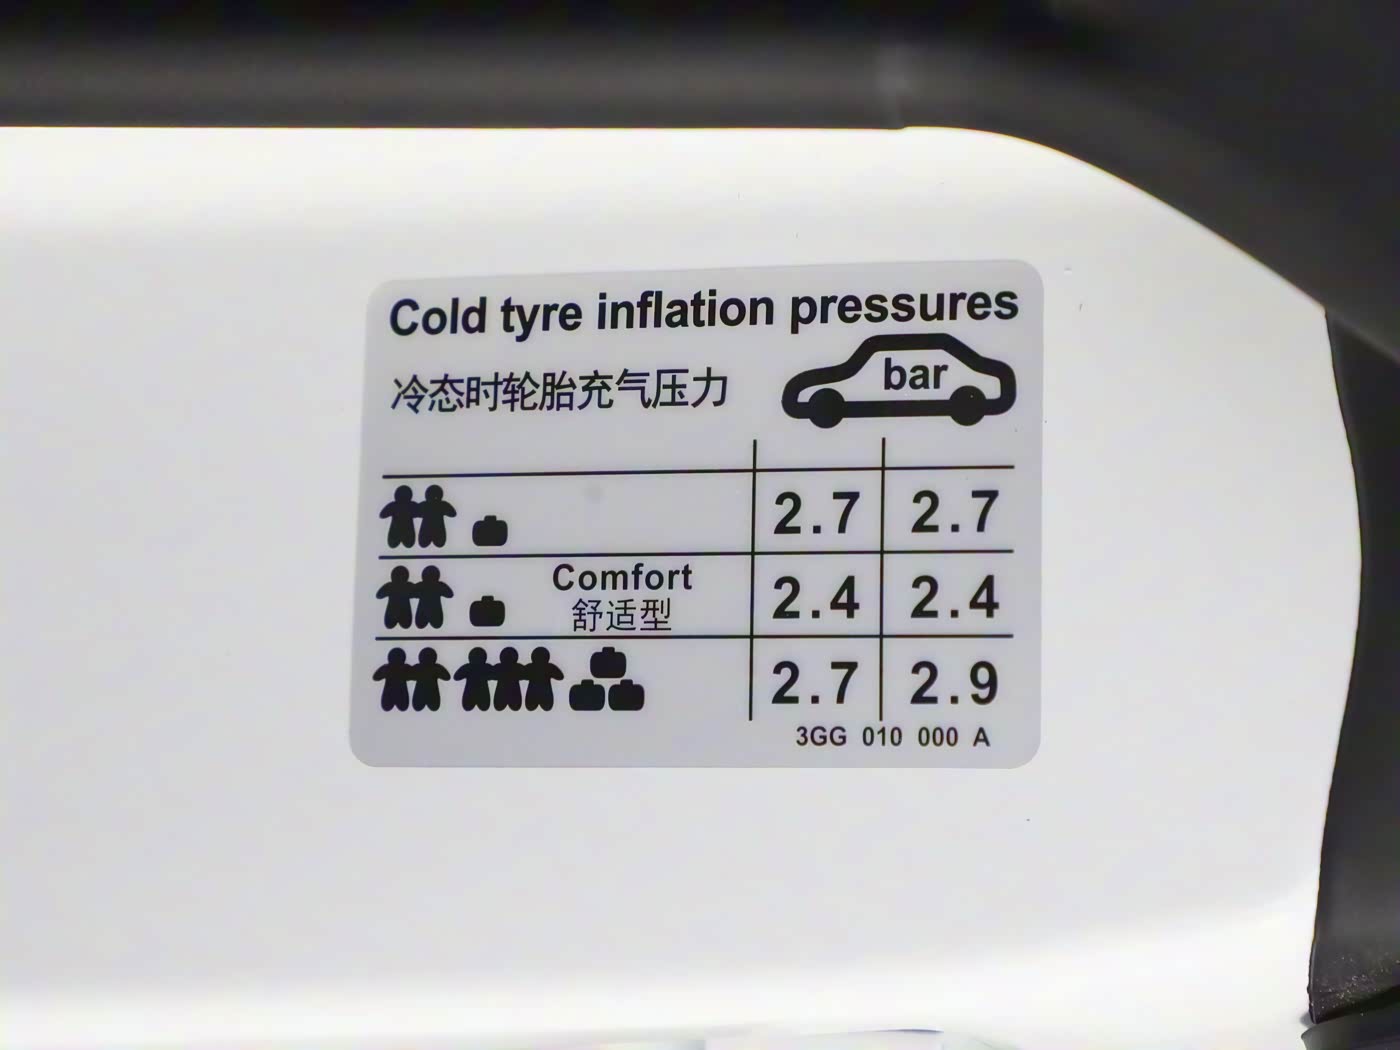 Cold tyre inflation pressures
冷态时轮胎充气压力
bar
2.7 2.7
Comfort
舒适型
2.4 2.4
2.7 2.9
3GG 010 000 A